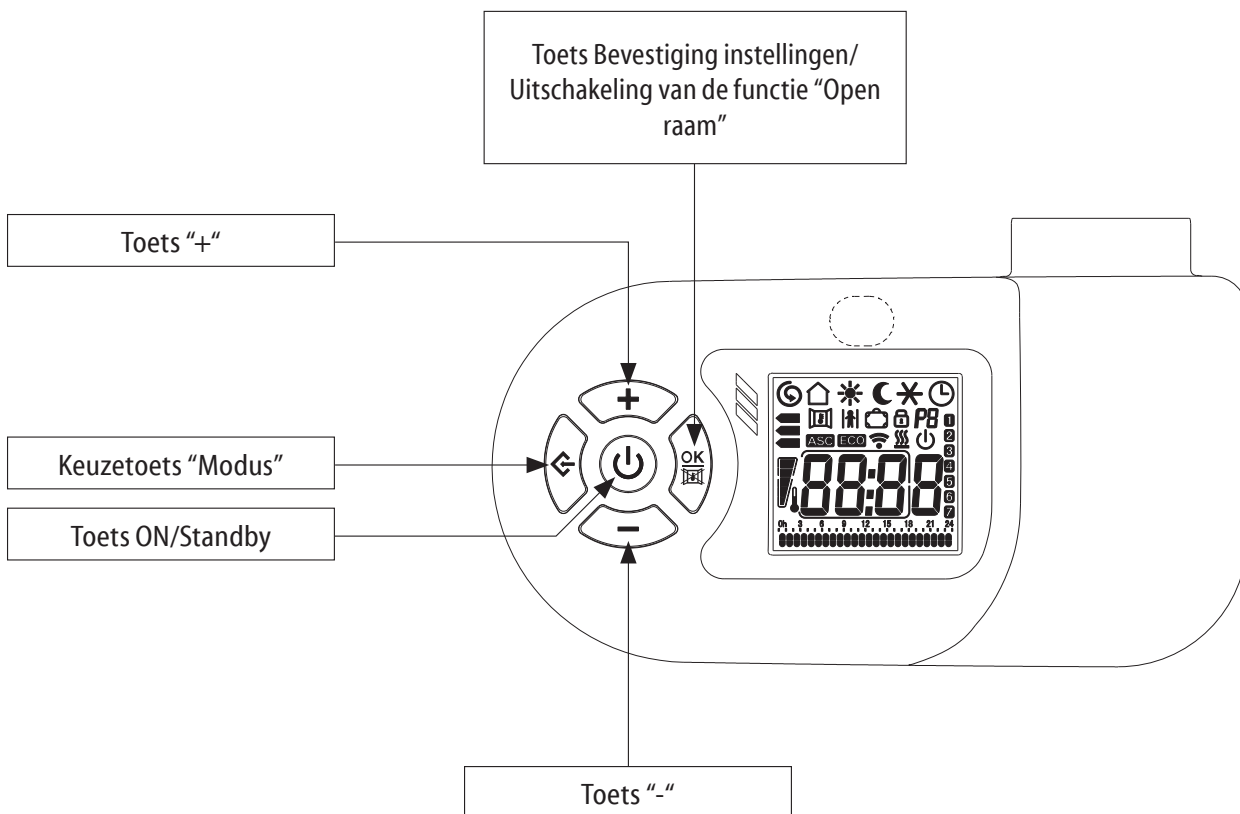 Toets Bevestiging instellingen/
Uitschakeling van de functie “Open
raam”
Toets “+“
Keuzetoets “Modus”
Toets ON/Standby
Toets “-“
+
OK
−
P8
1
ASC ECO
2
3
88:88
4
5
6
7
0h 3 6 9 12 15 18 21 24